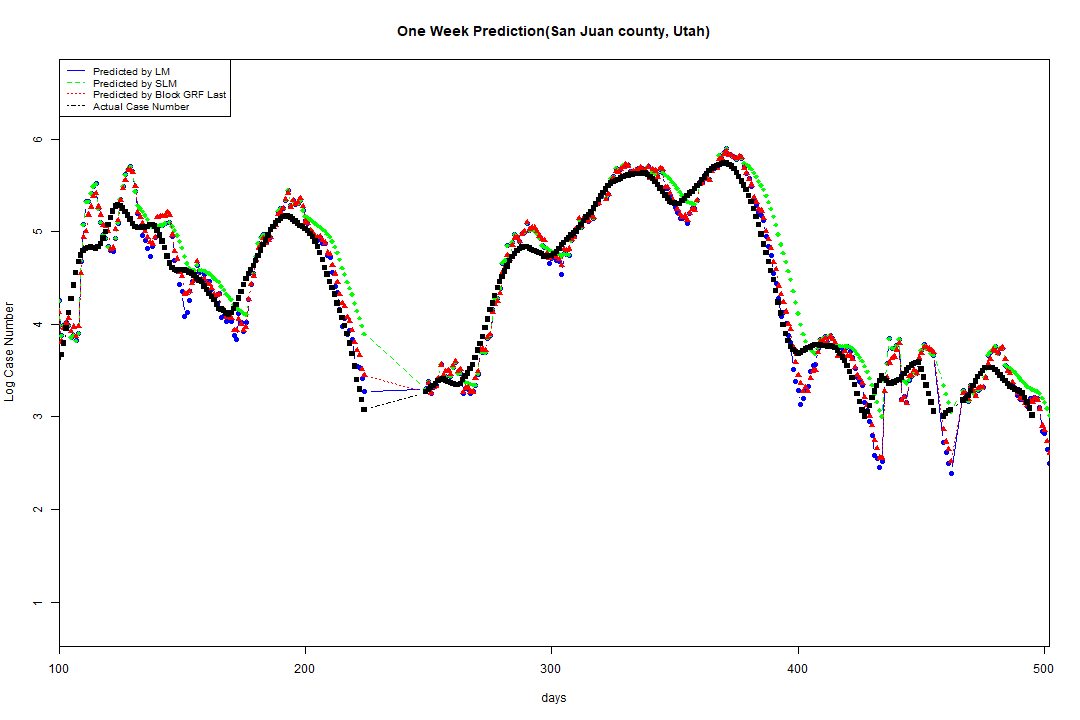 One Week Prediction(San Juan county, Utah)
Predicted by LM
Predicted by SLM
Predicted by Block GRF Last
Actual Case Number
6
5
4
3
2
1
Log Case Number
100 200 300 400 500
days